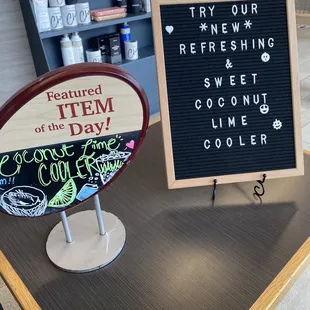 Featured
ITEM
of the Day!
Coconut Lime
COOLER
TRY OUR
*NEW*
REFRESHING
&
SWEET
COCONUT
LIME
COOLER